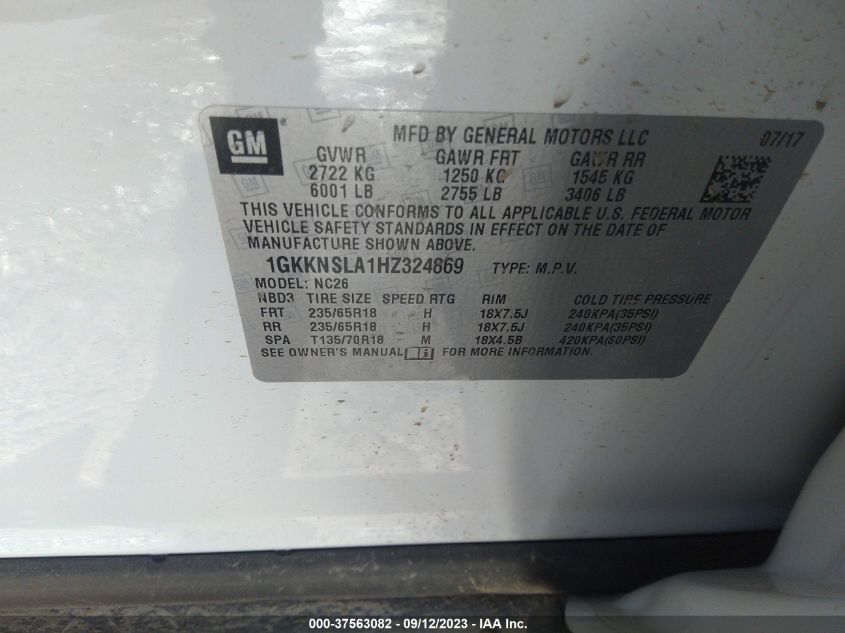 GM
MFD BY GENERAL MOTORS LLC 07/17
GVWR GAWR FRT GAWR RR
2722 KG 1250 KG 1545 KG
6001 LB 2755 LB 3406 LB
THIS VEHICLE CONFORMS TO ALL APPLICABLE U.S. FEDERAL MOTOR
VEHICLE SAFETY STANDARDS IN EFFECT ON THE DATE OF
MANUFACTURE SHOWN ABOVE.
1GKKNSLA1HZ324869 TYPE: M.P.V.
MODEL: NC26
NBD3 TIRE SIZE SPEED RTG RIM COLD TIRE PRESSURE
FRT 235/65R18 H 18X7.5J 240KPA(35PSI)
RR 235/65R18 H 18X7.5J 240KPA(35PSI)
SPA T135/70R18 M 18X4.5B 420KPA(60PSI)
SEE OWNER'S MANUAL FOR MORE INFORMATION.
000-37563082 - 09/12/2023 - IAA Inc.